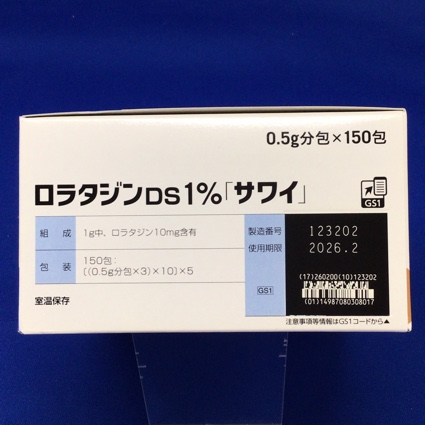 0.5g分包×150包
ロラタジンDS1%「サワイ」
GS1
組成 1g中、ロラタジン10mg含有
包装 150包:
[(0.5g分包×3)×10]×5
室温保存
製造番号 123202
使用期限 2026.2
GS1
(17)260200(10)123202
(01)14987080308017
注意事項等情報はGS1コードから▲